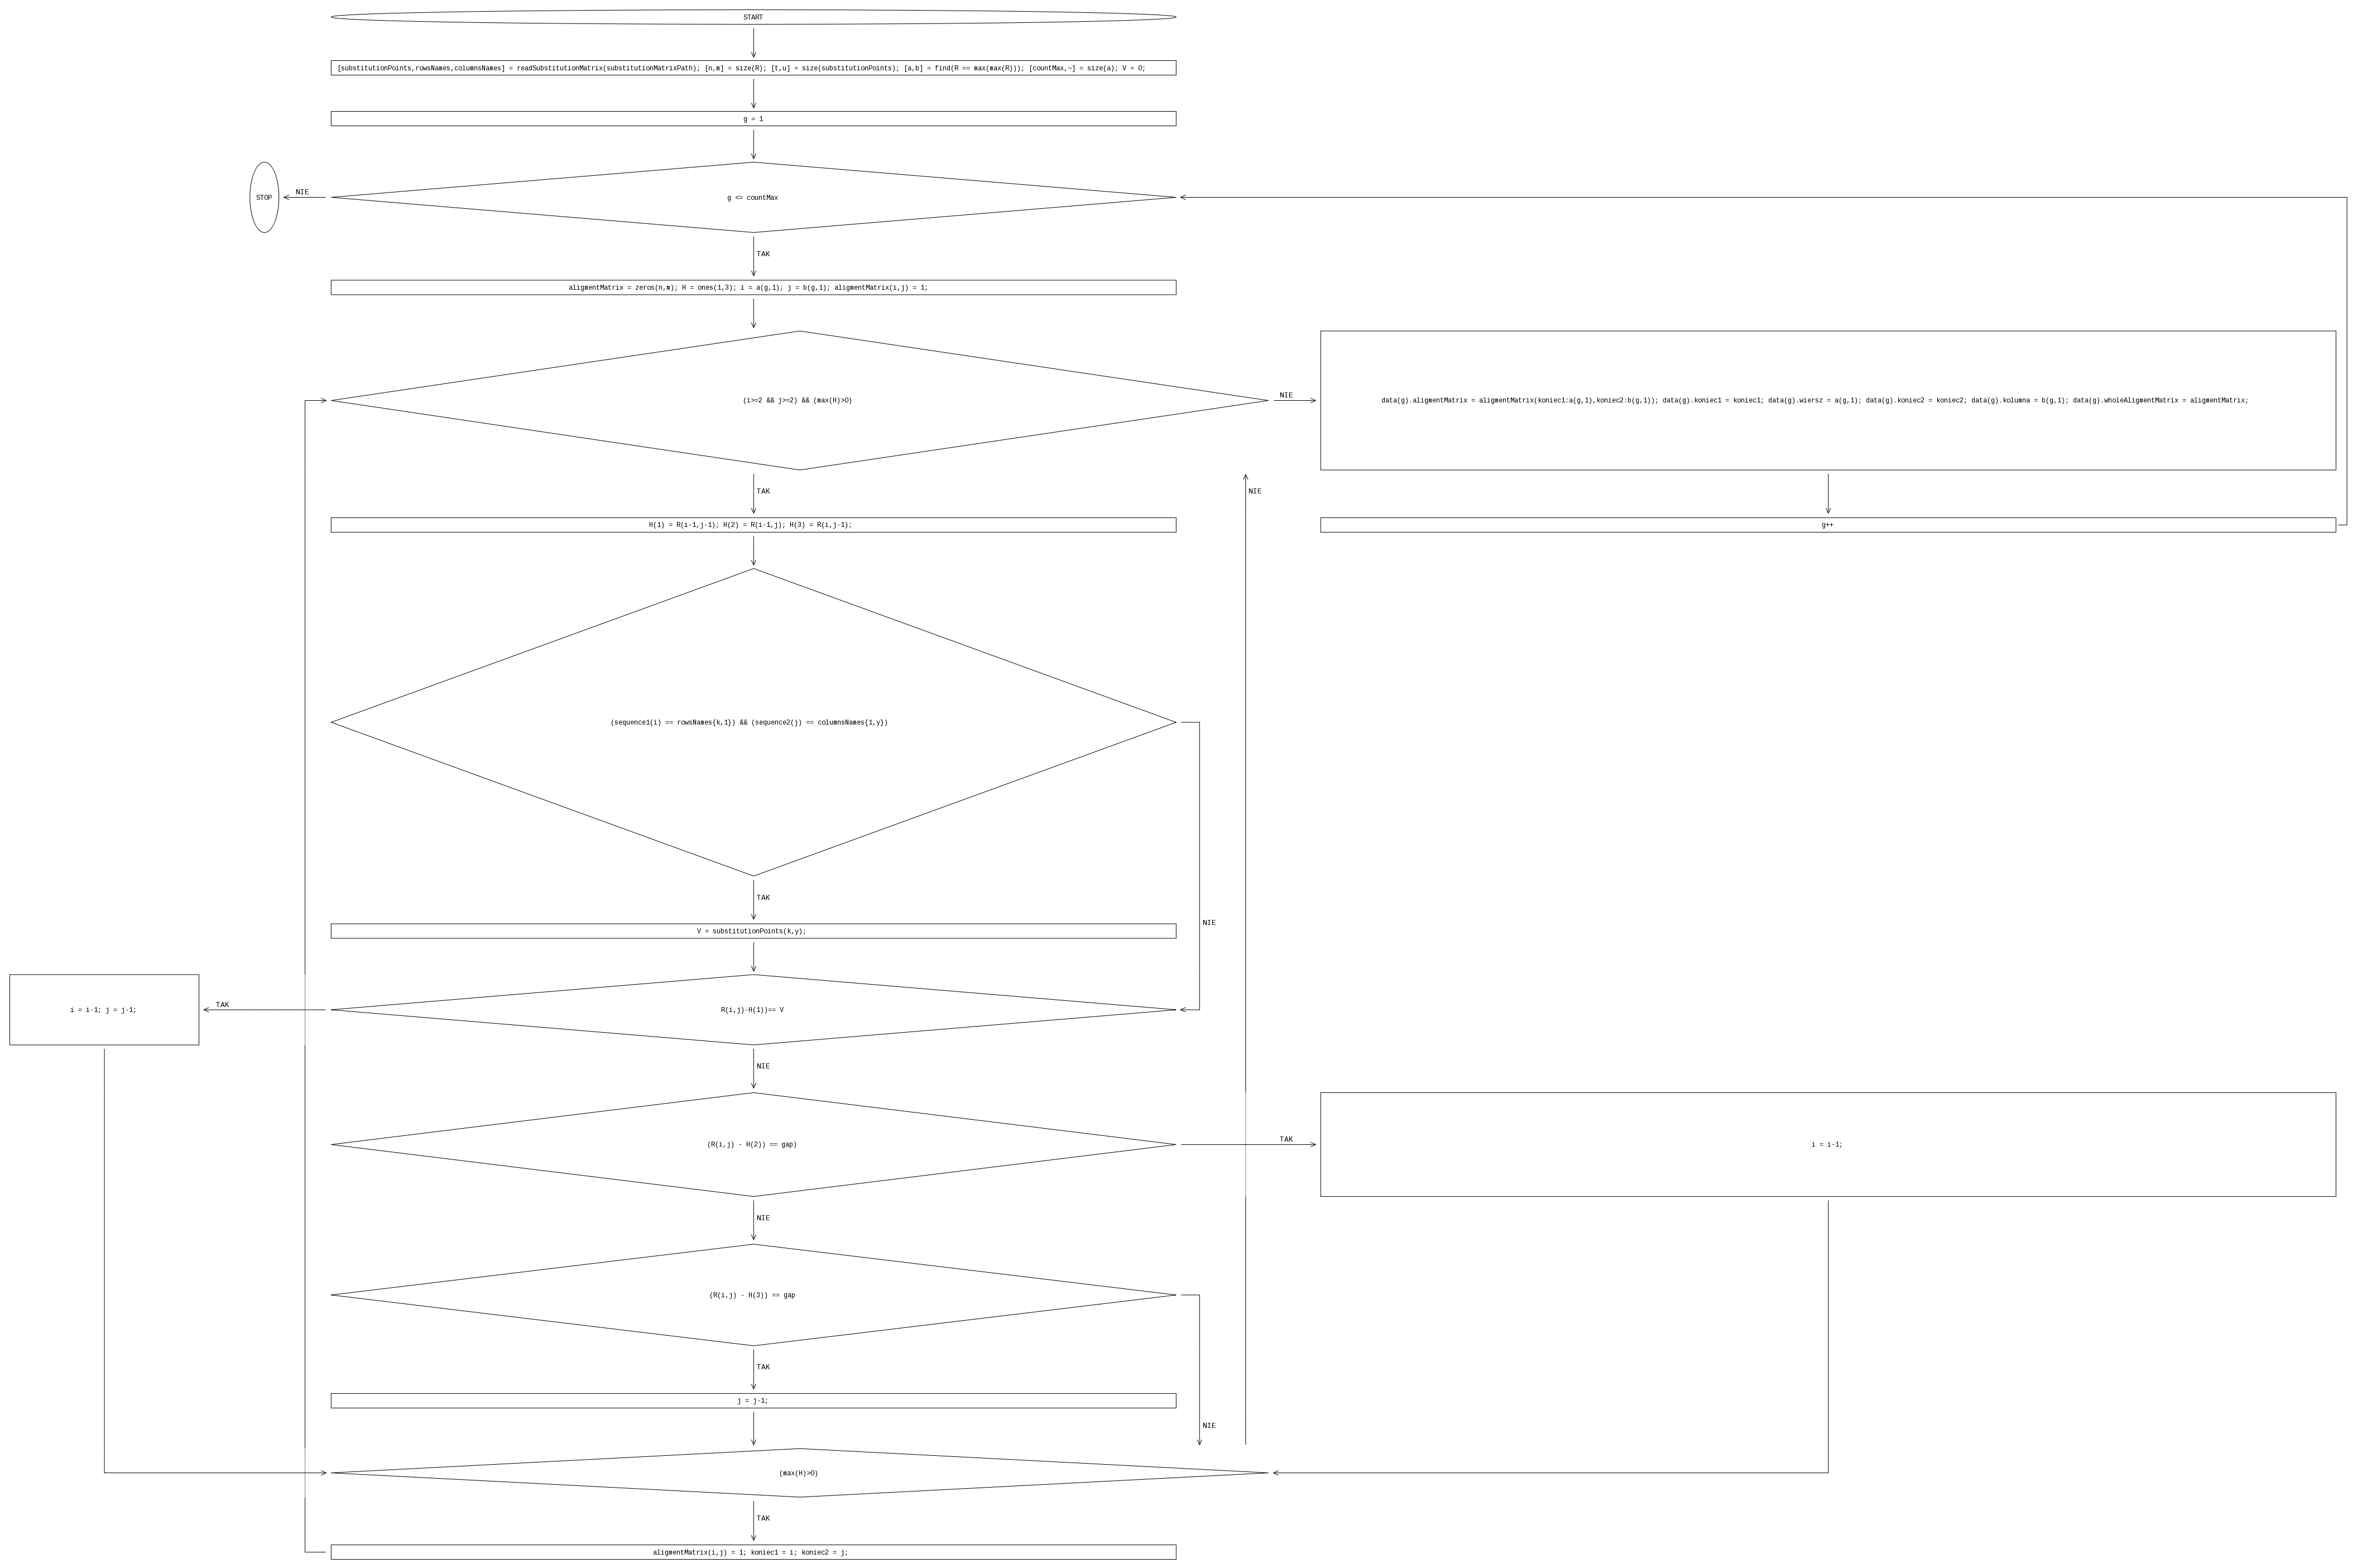 START
[substitutionPoints,rowsNames,columnsNames] = readSubstitutionMatrix(substitutionMatrixPath); [n,m] = size(R); [t,u] = size(substitutionPoints); [a,b] = find(R == max(max(R))); [countMax,~] = size(a); V = 0;
g = 1
STOP
NIE
g <= countMax
TAK
aligmentMatrix = zeros(n,m); H = ones(1,3); i = a(g,1); j = b(g,1); aligmentMatrix(i,j) = 1;
(i>=2 && j>=2) && (max(H)>0)
NIE
data(g).aligmentMatrix = aligmentMatrix(koniec1:a(g,1),koniec2:b(g,1)); data(g).koniec1 = koniec1; data(g).wiersz = a(g,1); data(g).koniec2 = koniec2; data(g).kolumna = b(g,1); data(g).wholeAligmentMatrix = aligmentMatrix;
TAK
NIE
H(1) = R(i-1,j-1); H(2) = R(i-1,j); H(3) = R(i,j-1);
g++
(sequence1(i) == rowsNames{k,1}) && (sequence2(j) == columnsNames{1,y})
TAK
NIE
V = substitutionPoints(k,y);
i = i-1; j = j-1;
TAK
R(i,j)-H(1))== V
NIE
(R(i,j) - H(2)) == gap)
TAK
i = i-1;
NIE
(R(i,j) - H(3)) == gap
TAK
j = j-1;
NIE
(max(H)>0)
TAK
aligmentMatrix(i,j) = 1; koniec1 = i; koniec2 = j;